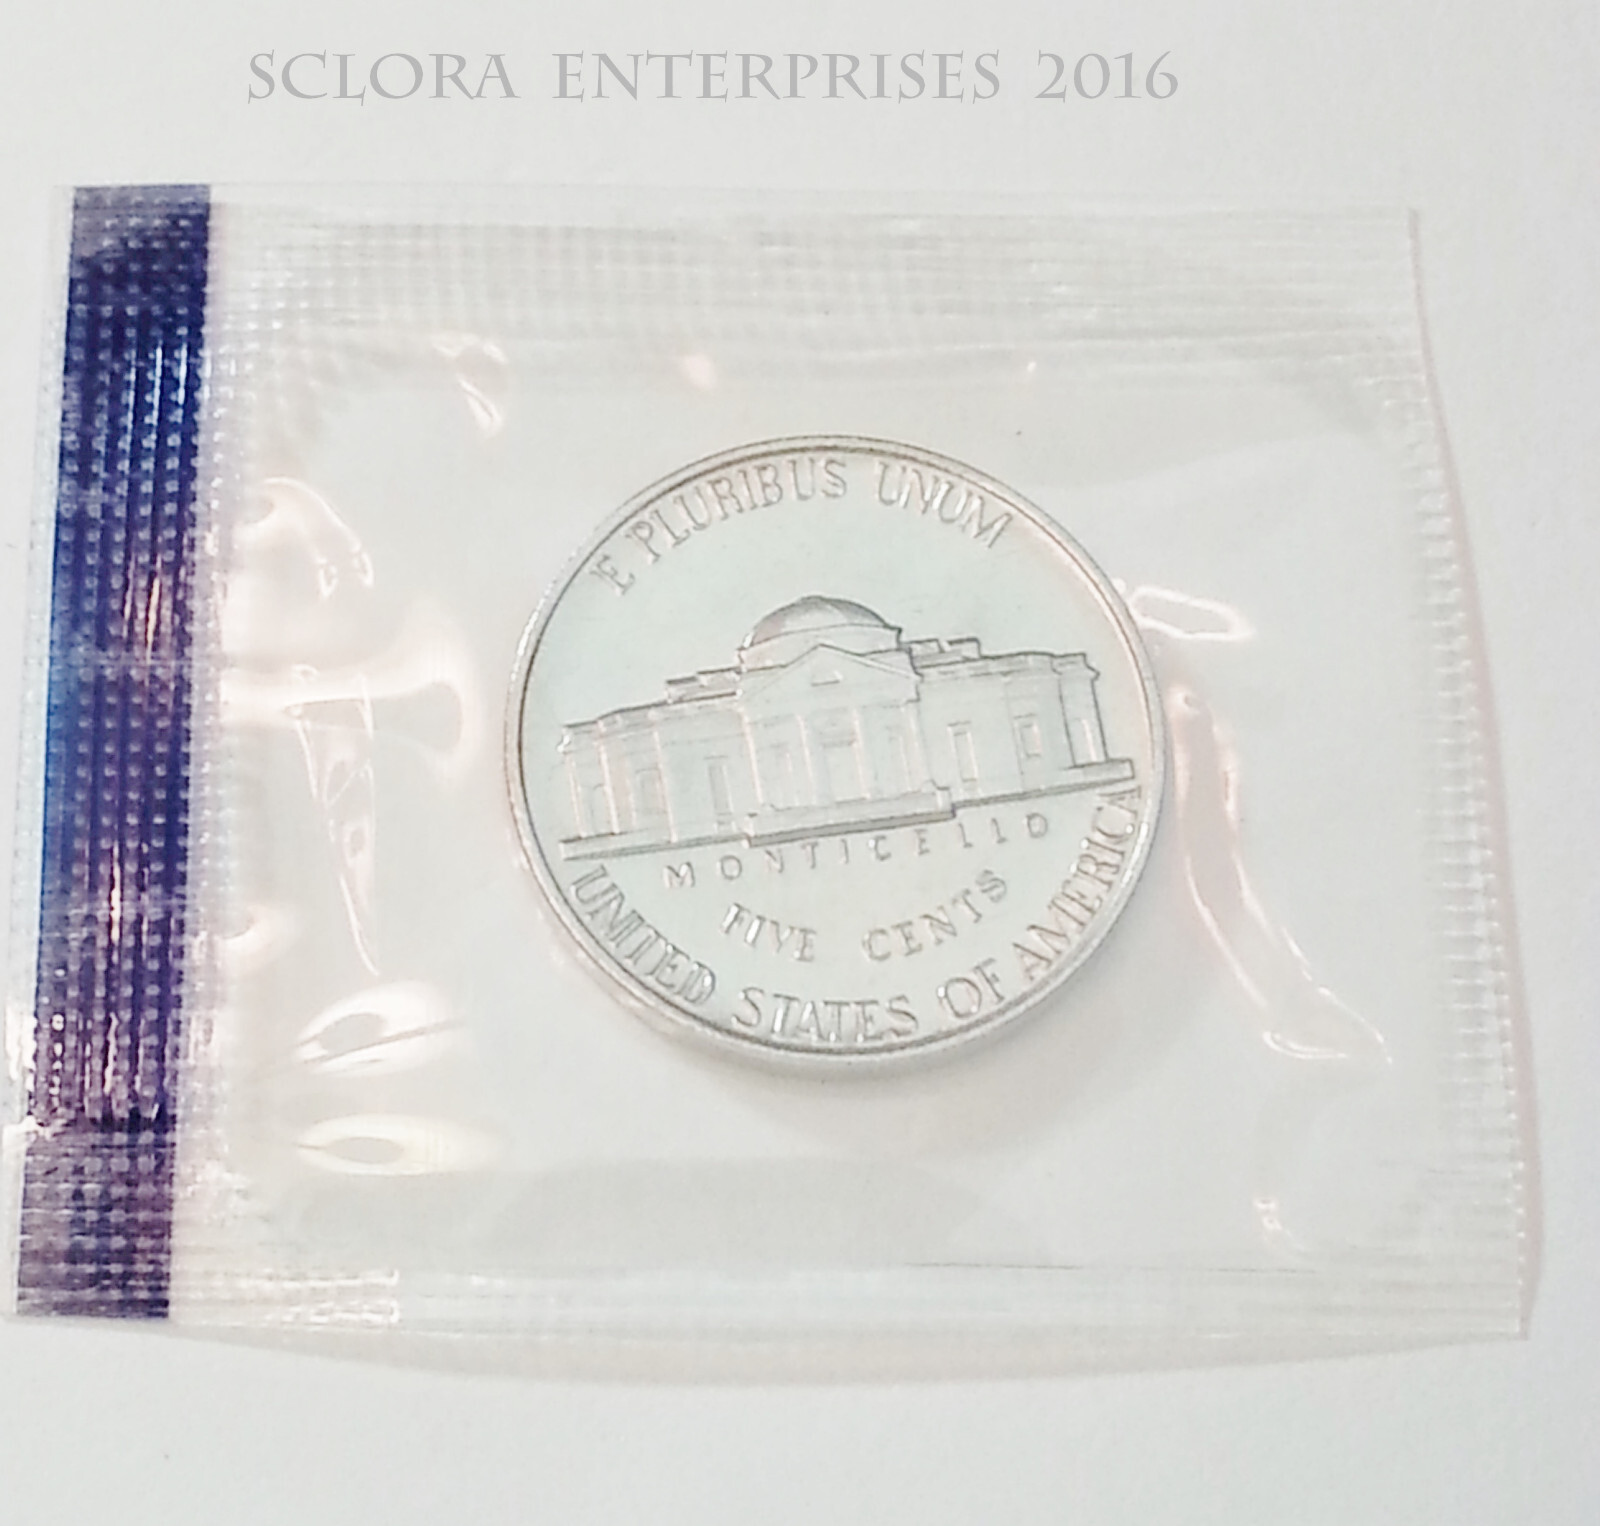 SCLORA ENTERPRISES 2016
E PLURIBUS UNUM
MONTICELLO
FIVE CENTS
UNITED STATES OF AMERICA